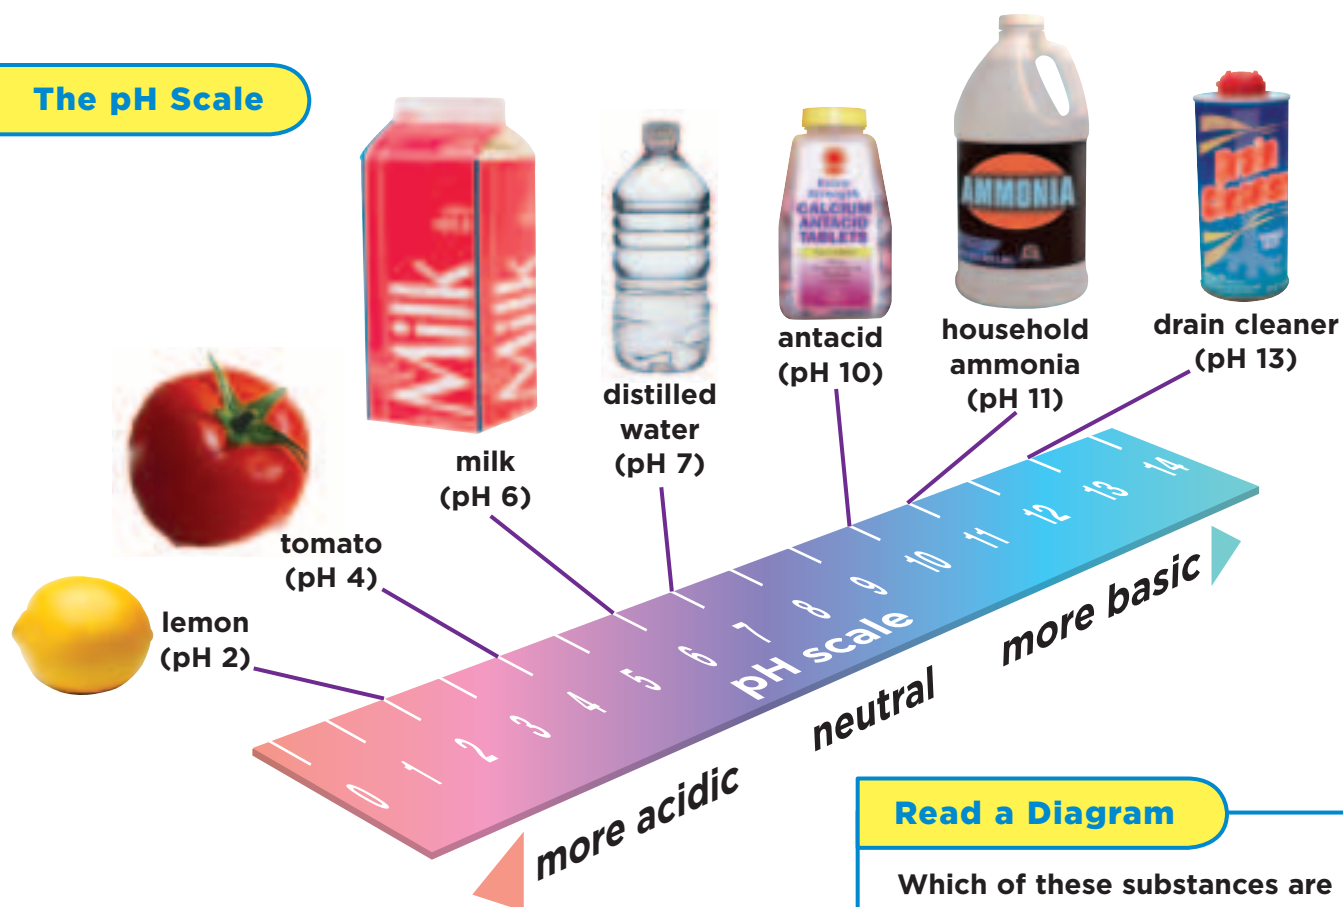 The pH Scale
Milk
Milk
CALCIUM
ANTACID
TABLETS
AMMONIA
Drain
antacid
(pH 10)
household
ammonia
(pH 11)
drain cleaner
(pH 13)
distilled
water
(pH 7)
milk
(pH 6)
tomato
(pH 4)
lemon
(pH 2)
0
1
2
3
4
5
6
7
8
9
10
11
12
13
14
pH scale
more acidic
neutral
more basic
Read a Diagram
Which of these substances are